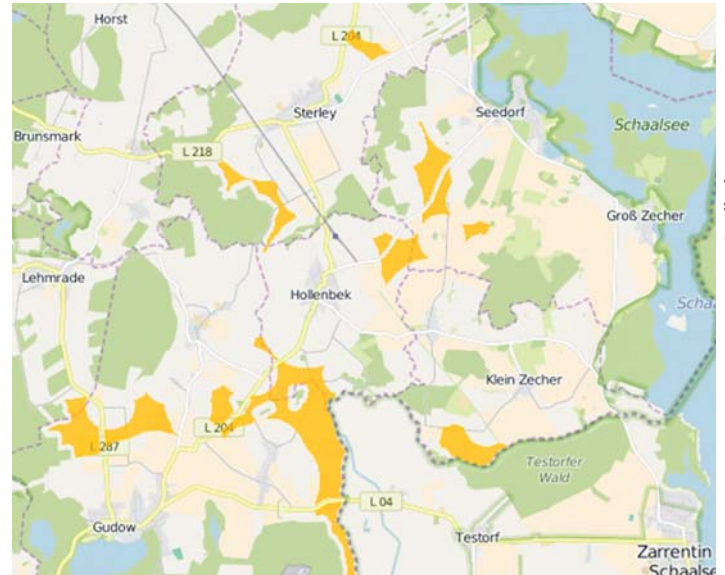 Horst
L 204
Sterley
Seedorf
Schaalsee
Brunsmark
L 218
Groß Zecher
Lehmrade
Hollenbek
Schaa
Klein Zecher
L 204
L 287
Testorfer
Wald
L 04
Gudow
Testorf
Zarrentin
Schaalse